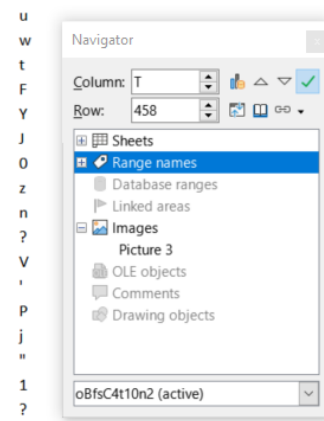 u
w
t
F
Y
J
0
z
n
?
V
'
P
j
"
1
?
Navigator
x
Column: T
Row: 458
Sheets
Range names
Database ranges
Linked areas
Images
Picture 3
OLE objects
Comments
Drawing objects
oBfsC4t10n2 (active)